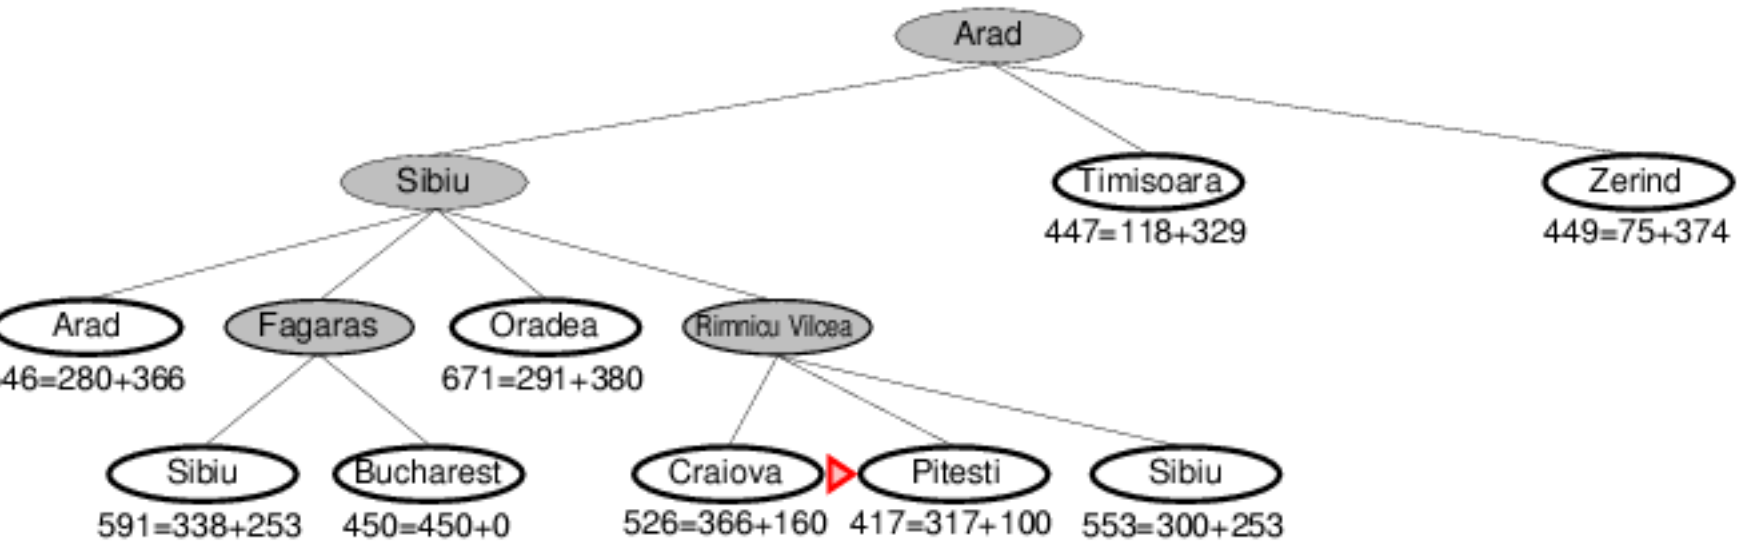 Arad
Sibiu
Timisoara
Zerind
447=118+329
449=75+374
Arad
Fagaras
Oradea
Rimnicu Vilcea
46=280+366
671=291+380
Sibiu
Bucharest
Craiova
Pitesti
Sibiu
591=338+253
450=450+0
526=366+160
417=317+100
553=300+253